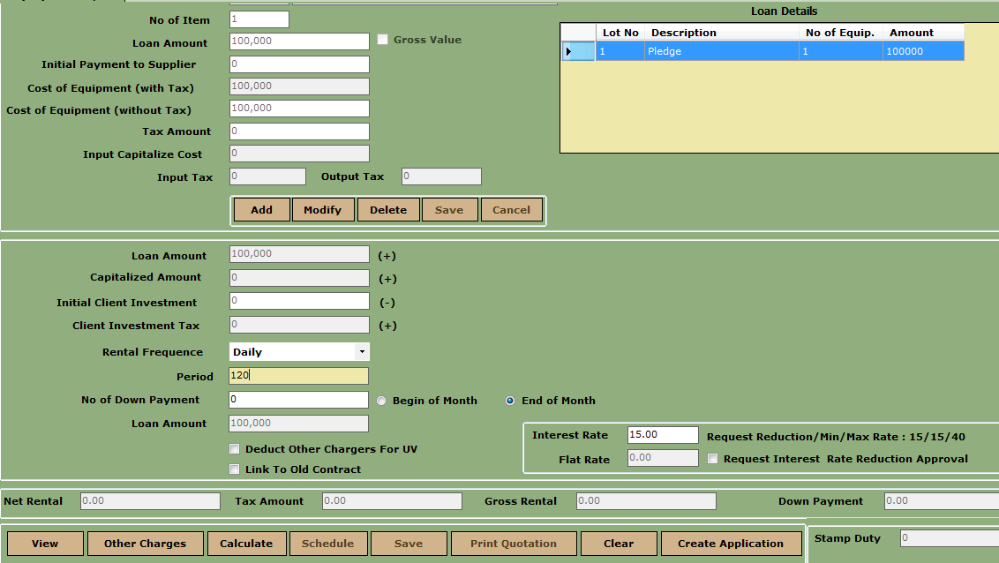 Loan Details
No of Item 1
Loan Amount 100,000 Gross Value
Initial Payment to Supplier 0
Cost of Equipment (with Tax) 100,000
Cost of Equipment (without Tax) 100,000
Tax Amount 0
Input Capitalize Cost 0
Input Tax 0 Output Tax 0
Add Modify Delete Save Cancel
Lot No Description No of Equip. Amount
1 Pledge 1 100000
Loan Amount 100,000 (+)
Capitalized Amount 0 (+)
Initial Client Investment 0 (-)
Client Investment Tax 0 (+)
Rental Frequence Daily
Period 120
No of Down Payment 0 Begin of Month End of Month
Loan Amount 100,000
Deduct Other Chargers For UV
Link To Old Contract
Interest Rate 15.00 Request Reduction/Min/Max Rate : 15/15/40
Flat Rate 0.00 Request Interest Rate Reduction Approval
Net Rental 0.00 Tax Amount 0.00 Gross Rental 0.00 Down Payment 0.00
View Other Charges Calculate Schedule Save Print Quotation Clear Create Application Stamp Duty 0